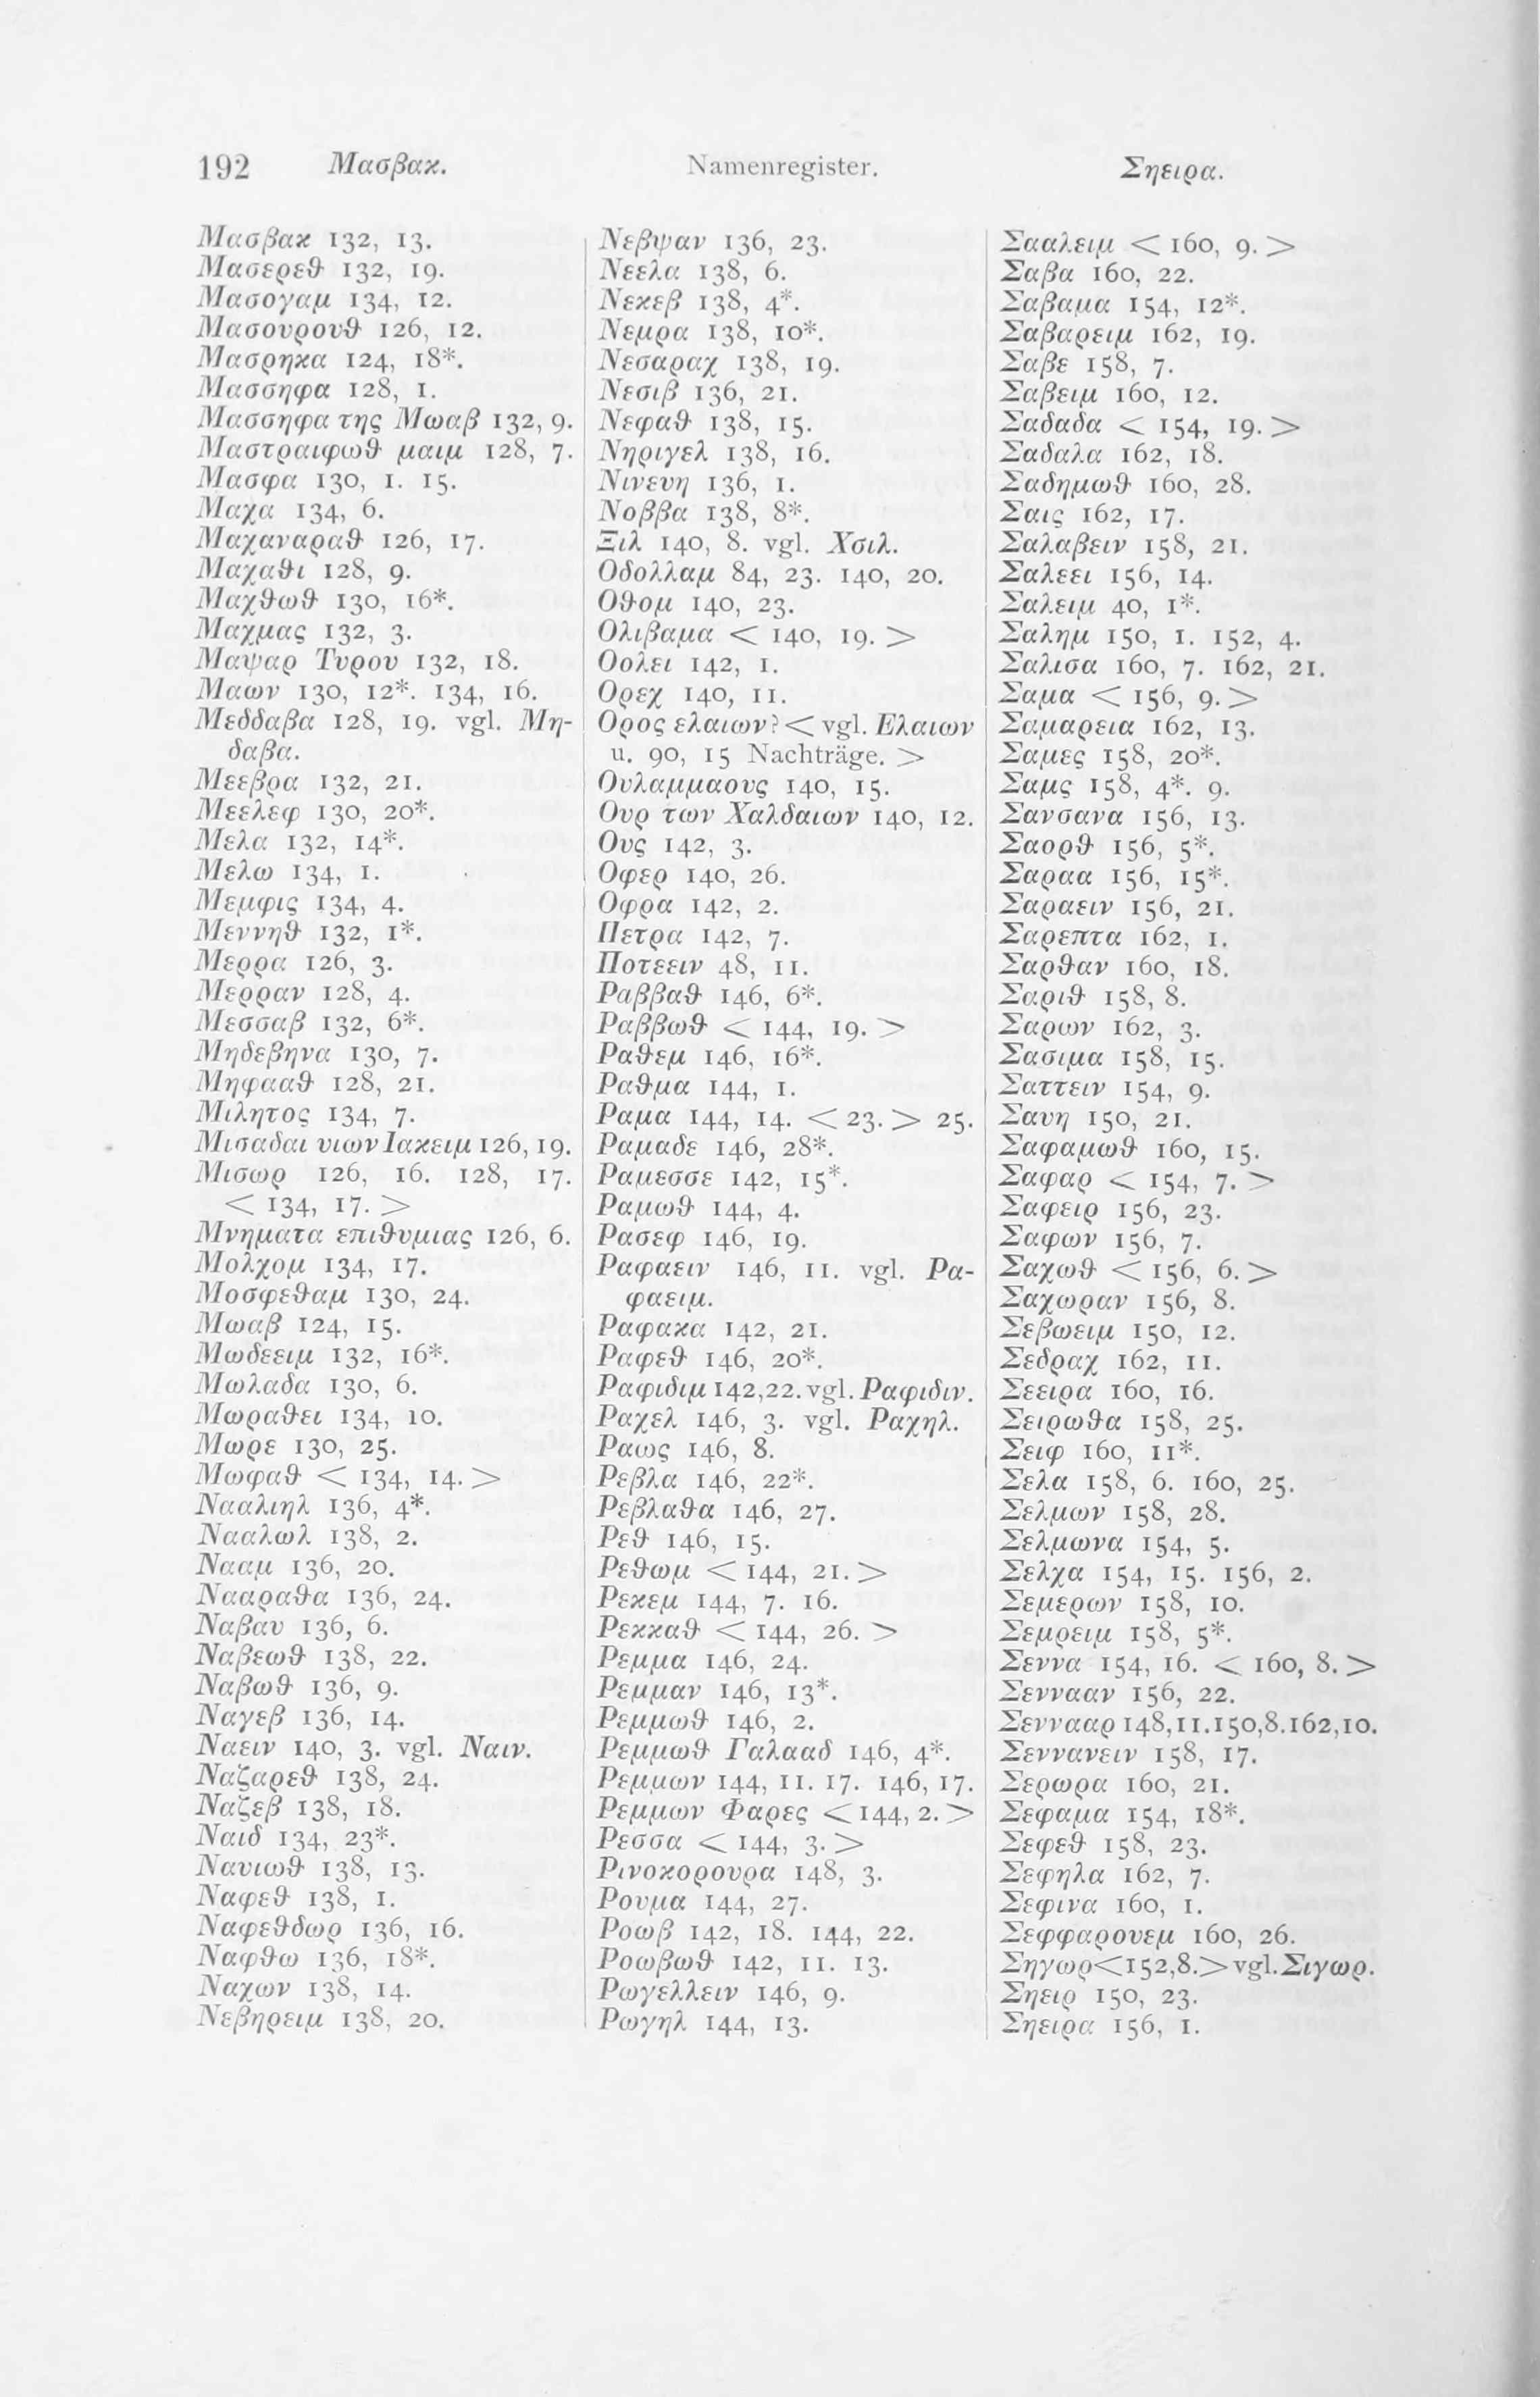 192 Μασβακ. Namenregister. Σηειρα.
Μασβακ 132, 13.
Μασερεϑ 132, 19.
Μασογαμ 134, 12.
Μασουρουϑ 126, 12.
Μασρηκα 124, 18*.
Μασσηφα 128, 1.
Μασσηφα της Μωαβ 132, 9.
Μαστραιφωϑ μαιμ 128, 7.
Μασφα 130, 1. 15.
Μαχα 134, 6.
Μαχαναραϑ 126, 17.
Μαχαϑι 128, 9.
Μαχϑωϑ 130, 16*.
Μαχμας 132, 3.
Μαψαρ Τυρου 132, 18.
Μαων 130, 12*. 134, 16.
Μεδδαβα 128, 19. vgl. Μη-
δαβα.
Μεεβρα 132, 21.
Μεελεφ 130, 20*.
Μελα 132, 14*.
Μελω 134, 1.
Μεμφις 134, 4.
Μεννηϑ 132, 1*.
Μερρα 126, 3.
Μερραν 128, 4.
Μεσσαβ 132, 6*.
Μηδεβηνα 130, 7.
Μηφααϑ 128, 21.
Μιλητος 134, 7.
Μισαδαι υιων Ιακειμ 126, 19.
Μισωρ 126, 16. 128, 17.
< 134, 17. >
Μνηματα επιϑυμιας 126, 6.
Μολχομ 134, 17.
Μοσφεϑαμ 130, 24.
Μωαβ 124, 15.
Μωδεειμ 132, 16*.
Μωλαδα 130, 6.
Μωραϑει 134, 10.
Μωρε 130, 25.
Μωφαϑ < 134, 14. >
Νααλιηλ 136, 4*.
Νααλωλ 138, 2.
Νααμ 136, 20.
Νααραϑα 136, 24.
Ναβαυ 136, 6.
Ναβεωϑ 138, 22.
Ναβωϑ 136, 9.
Ναγεβ 136, 14.
Ναειν 140, 3. vgl. Ναιν.
Ναζαρεϑ 138, 24.
Ναζεβ 138, 18.
Ναιδ 134, 23*.
Ναυιωϑ 138, 13.
Ναφεϑ 138, 1.
Ναφεϑδωρ 136, 16.
Ναφϑω 136, 18*.
Ναχων 138, 14.
Νεβηρειμ 138, 20.
Νεβψαν 136, 23.
Νεελα 138, 6.
Νεκεβ 138, 4*.
Νεμρα 138, 10*.
Νεσαραχ 138, 19.
Νεσιβ 136, 21.
Νεφαϑ 138, 15.
Νηριγελ 138, 16.
Νινευη 136, 1.
Νοββα 138, 8*.
Ξιλ 140, 8. vgl. Χσιλ.
Οδολλαμ 84, 23. 140, 20.
Οϑομ 140, 23.
Ολιβαμα < 140, 19. >
Οολει 142, 1.
Ορεχ 140, 11.
Ορος ελαιων? < vgl. Ελαιων
u. 90, 15 Nachträge. >
Ουλαμμαους 140, 15.
Ουρ των Χαλδαιων 140, 12.
Ους 142, 3.
Οφερ 140, 26.
Οφρα 142, 2.
Πετρα 142, 7.
Ποτεειν 48, 11.
Ραββαϑ 146, 6*.
Ραββωϑ < 144, 19. >
Ραϑεμ 146, 16*.
Ραϑμα 144, 1.
Ραμα 144, 14. < 23. > 25.
Ραμαδε 146, 28*.
Ραμεσσε 142, 15*.
Ραμωϑ 144, 4.
Ρασεφ 146, 19.
Ραφαειν 146, 11. vgl. Ρα-
φαειμ.
Ραφακα 142, 21.
Ραφεϑ 146, 20*.
Ραφιδιμ 142,22. vgl. Ραφιδιν.
Ραχελ 146, 3. vgl. Ραχηλ.
Ραως 146, 8.
Ρεβλα 146, 22*.
Ρεβλαϑα 146, 27.
Ρεϑ 146, 15.
Ρεϑωμ < 144, 21. >
Ρεκεμ 144, 7. 16.
Ρεκκαϑ < 144, 26. >
Ρεμμα 146, 24.
Ρεμμαν 146, 13*.
Ρεμμωϑ 146, 2.
Ρεμμωϑ Γαλααδ 146, 4*.
Ρεμμων 144, 11. 17. 146, 17.
Ρεμμων Φαρες < 144, 2. >
Ρεσσα < 144, 3. >
Ρινοκορουρα 148, 3.
Ρουμα 144, 27.
Ροωβ 142, 18. 144, 22.
Ροωβωϑ 142, 11. 13.
Ρωγελλειν 146, 9.
Ρωγηλ 144, 13.
Σααλειμ < 160, 9. >
Σαβα 160, 22.
Σαβαμα 154, 12*.
Σαβαρειμ 162, 19.
Σαβε 158, 7.
Σαβειμ 160, 12.
Σαδαδα < 154, 19. >
Σαδαλα 162, 18.
Σαδημωϑ 160, 28.
Σαις 162, 17.
Σαλαβειν 158, 21.
Σαλεει 156, 14.
Σαλειμ 40, 1*.
Σαλημ 150, 1. 152, 4.
Σαλισα 160, 7. 162, 21.
Σαμα < 156, 9. >
Σαμαρεια 162, 13.
Σαμες 158, 20*.
Σαμς 158, 4*. 9.
Σανσανα 156, 13.
Σαορϑ 156, 5*.
Σαραα 156, 15*.
Σαραειν 156, 21.
Σαρεπτα 162, 1.
Σαρϑαν 160, 18.
Σαριϑ 158, 8.
Σαρων 162, 3.
Σασιμα 158, 15.
Σαττειν 154, 9.
Σαυη 150, 21.
Σαφαμωϑ 160, 15.
Σαφαρ < 154, 7. >
Σαφειρ 156, 23.
Σαφων 156, 7.
Σαχωϑ < 156, 6. >
Σαχωραν 156, 8.
Σεβωειμ 150, 12.
Σεδραχ 162, 11.
Σεειρα 160, 16.
Σειρωϑα 158, 25.
Σειφ 160, 11*.
Σελα 158, 6. 160, 25.
Σελμων 158, 28.
Σελμωνα 154, 5.
Σελχα 154, 15. 156, 2.
Σεμερων 158, 10.
Σεμρειμ 158, 5*.
Σεννα 154, 16. < 160, 8. >
Σεννααν 156, 22.
Σεννααρ 148,11.150,8.162,10.
Σεννανειν 158, 17.
Σερωρα 160, 21.
Σεφαμα 154, 18*.
Σεφεϑ 158, 23.
Σεφηλα 162, 7.
Σεφινα 160, 1.
Σεφφαρουεμ 160, 26.
Σηγωρ<152,8.>vgl.Σιγωρ.
Σηειρ 150, 23.
Σηειρα 156, 1.